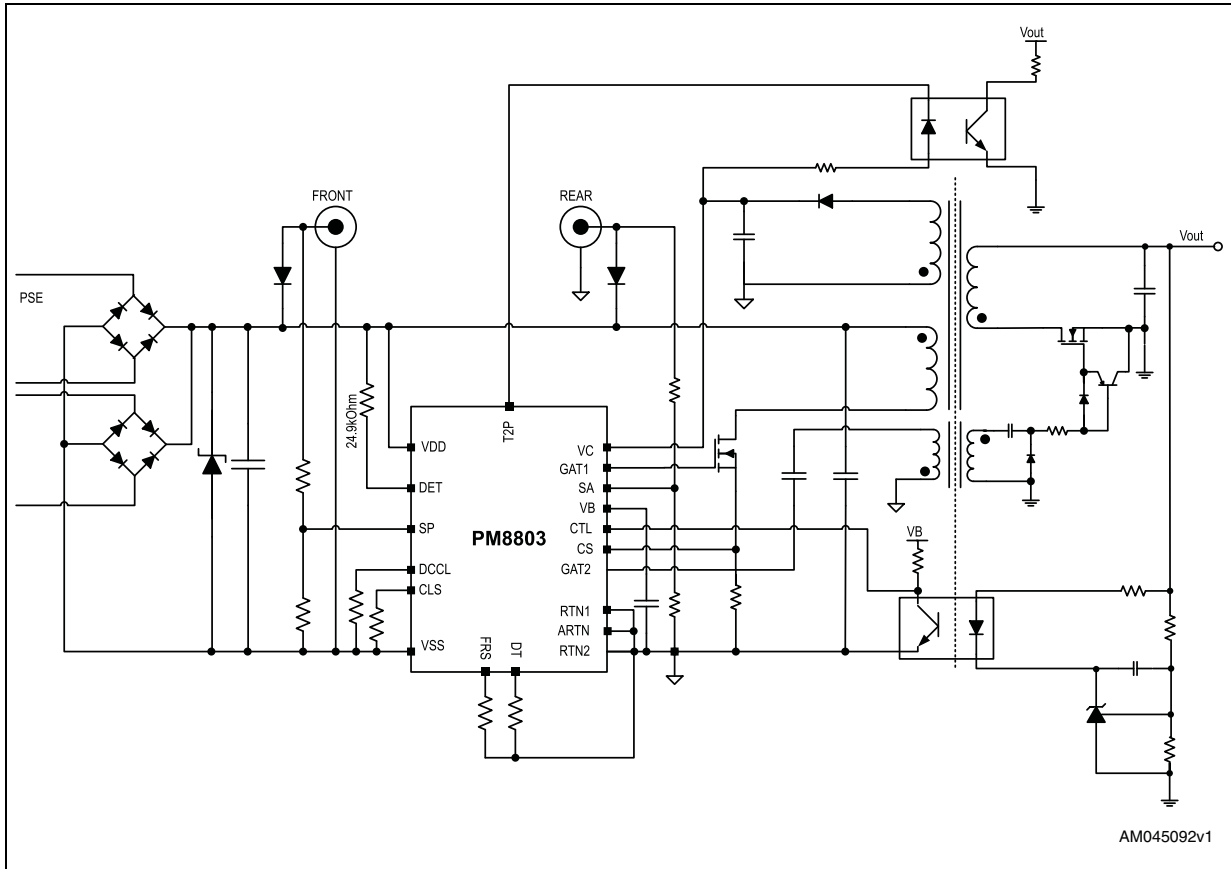 Vout
FRONT
REAR
Vout
PSE
24.9kOhm
T2P
VDD
VC
GAT1
DET
SA
VB
SP
PM8803
CTL
CS
VB
DCCL
GAT2
CLS
RTN1
ARTN
VSS
FRS
DT
RTN2
AM045092v1